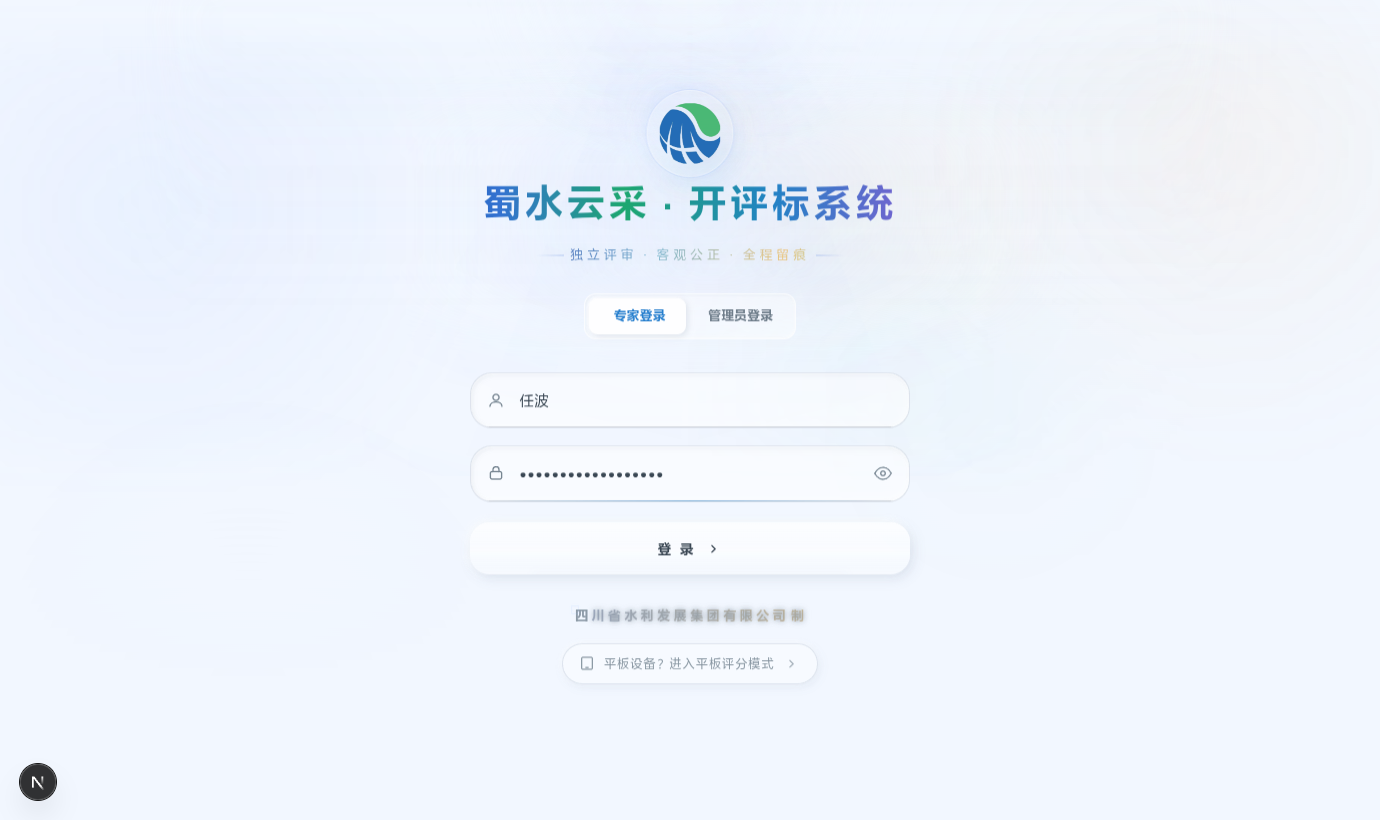 蜀水云采 · 开评标系统
独立评审 · 客观公正 · 全程留痕
专家登录 管理员登录
任波
••••••••••••••••••
登 录
四川省水利发展集团有限公司 制
平板设备? 进入平板评分模式
N